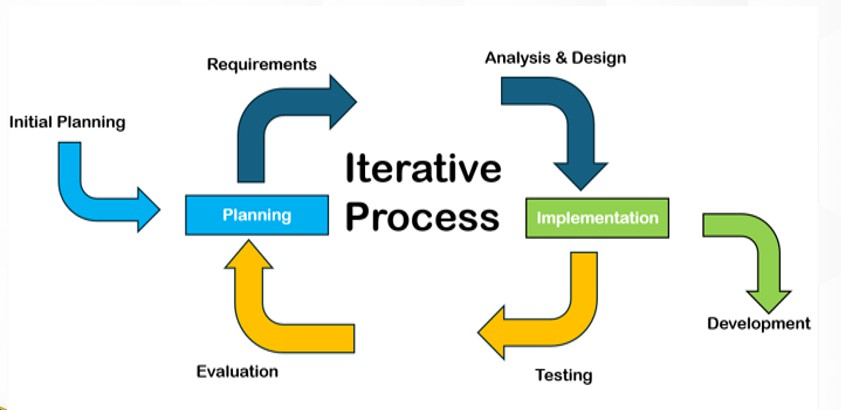 Analysis & Design
Requirements
Initial Planning
Iterative
Process
Planning
Implementation
Development
Evaluation
Testing